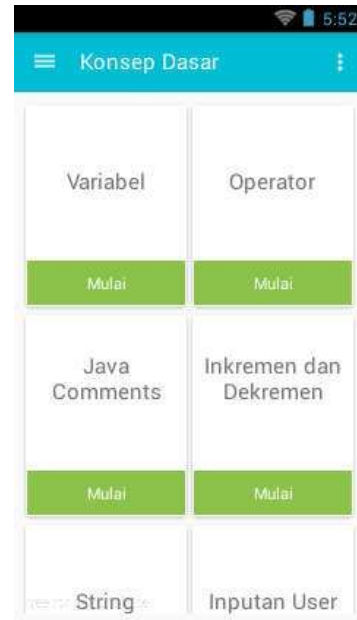 5:52
Konsep Dasar
Variabel
Operator
Mulai
Mulai
Java
Comments
Inkremen dan
Dekremen
Mulai
Mulai
String
Inputan User